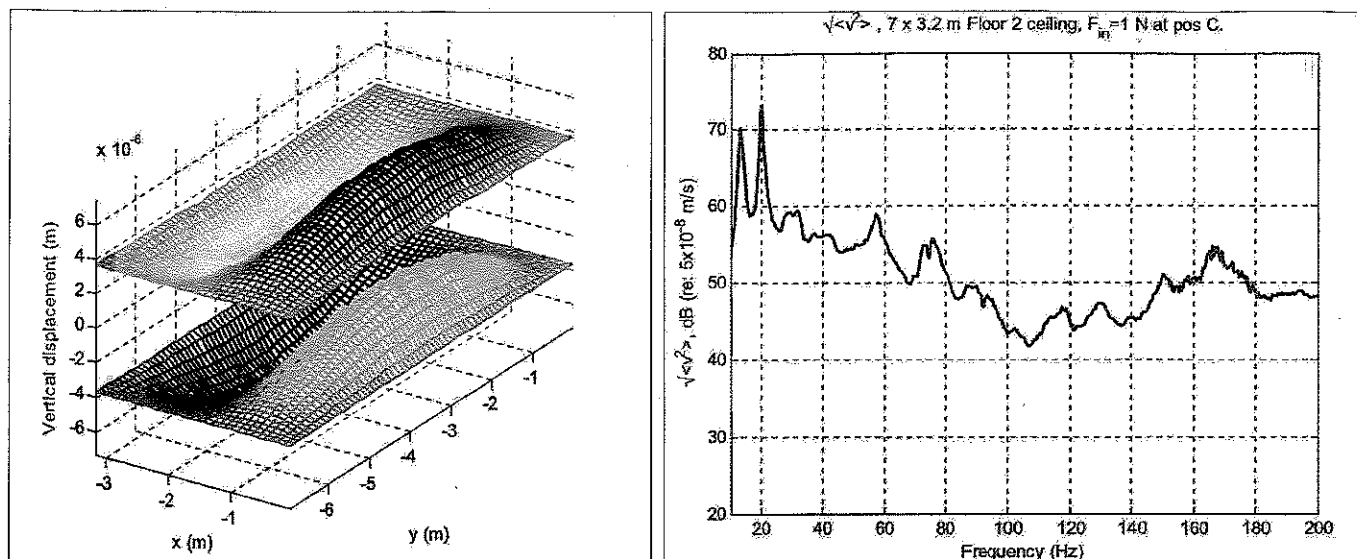 x 10⁻⁶
Vertical displacement (m)
6
4
2
0
-2
-4
-6
-3
-2
-1
x (m)
-6
-5
-4
-3
-2
-1
y (m)
√<v²> , 7 x 3.2 m Floor 2 ceiling, F_in=1 N at pos C.
√<v²>, dB (re: 5x10⁻⁸ m/s)
80
70
60
50
40
30
20
20 40 60 80 100 120 140 160 180 200
Frequency (Hz)